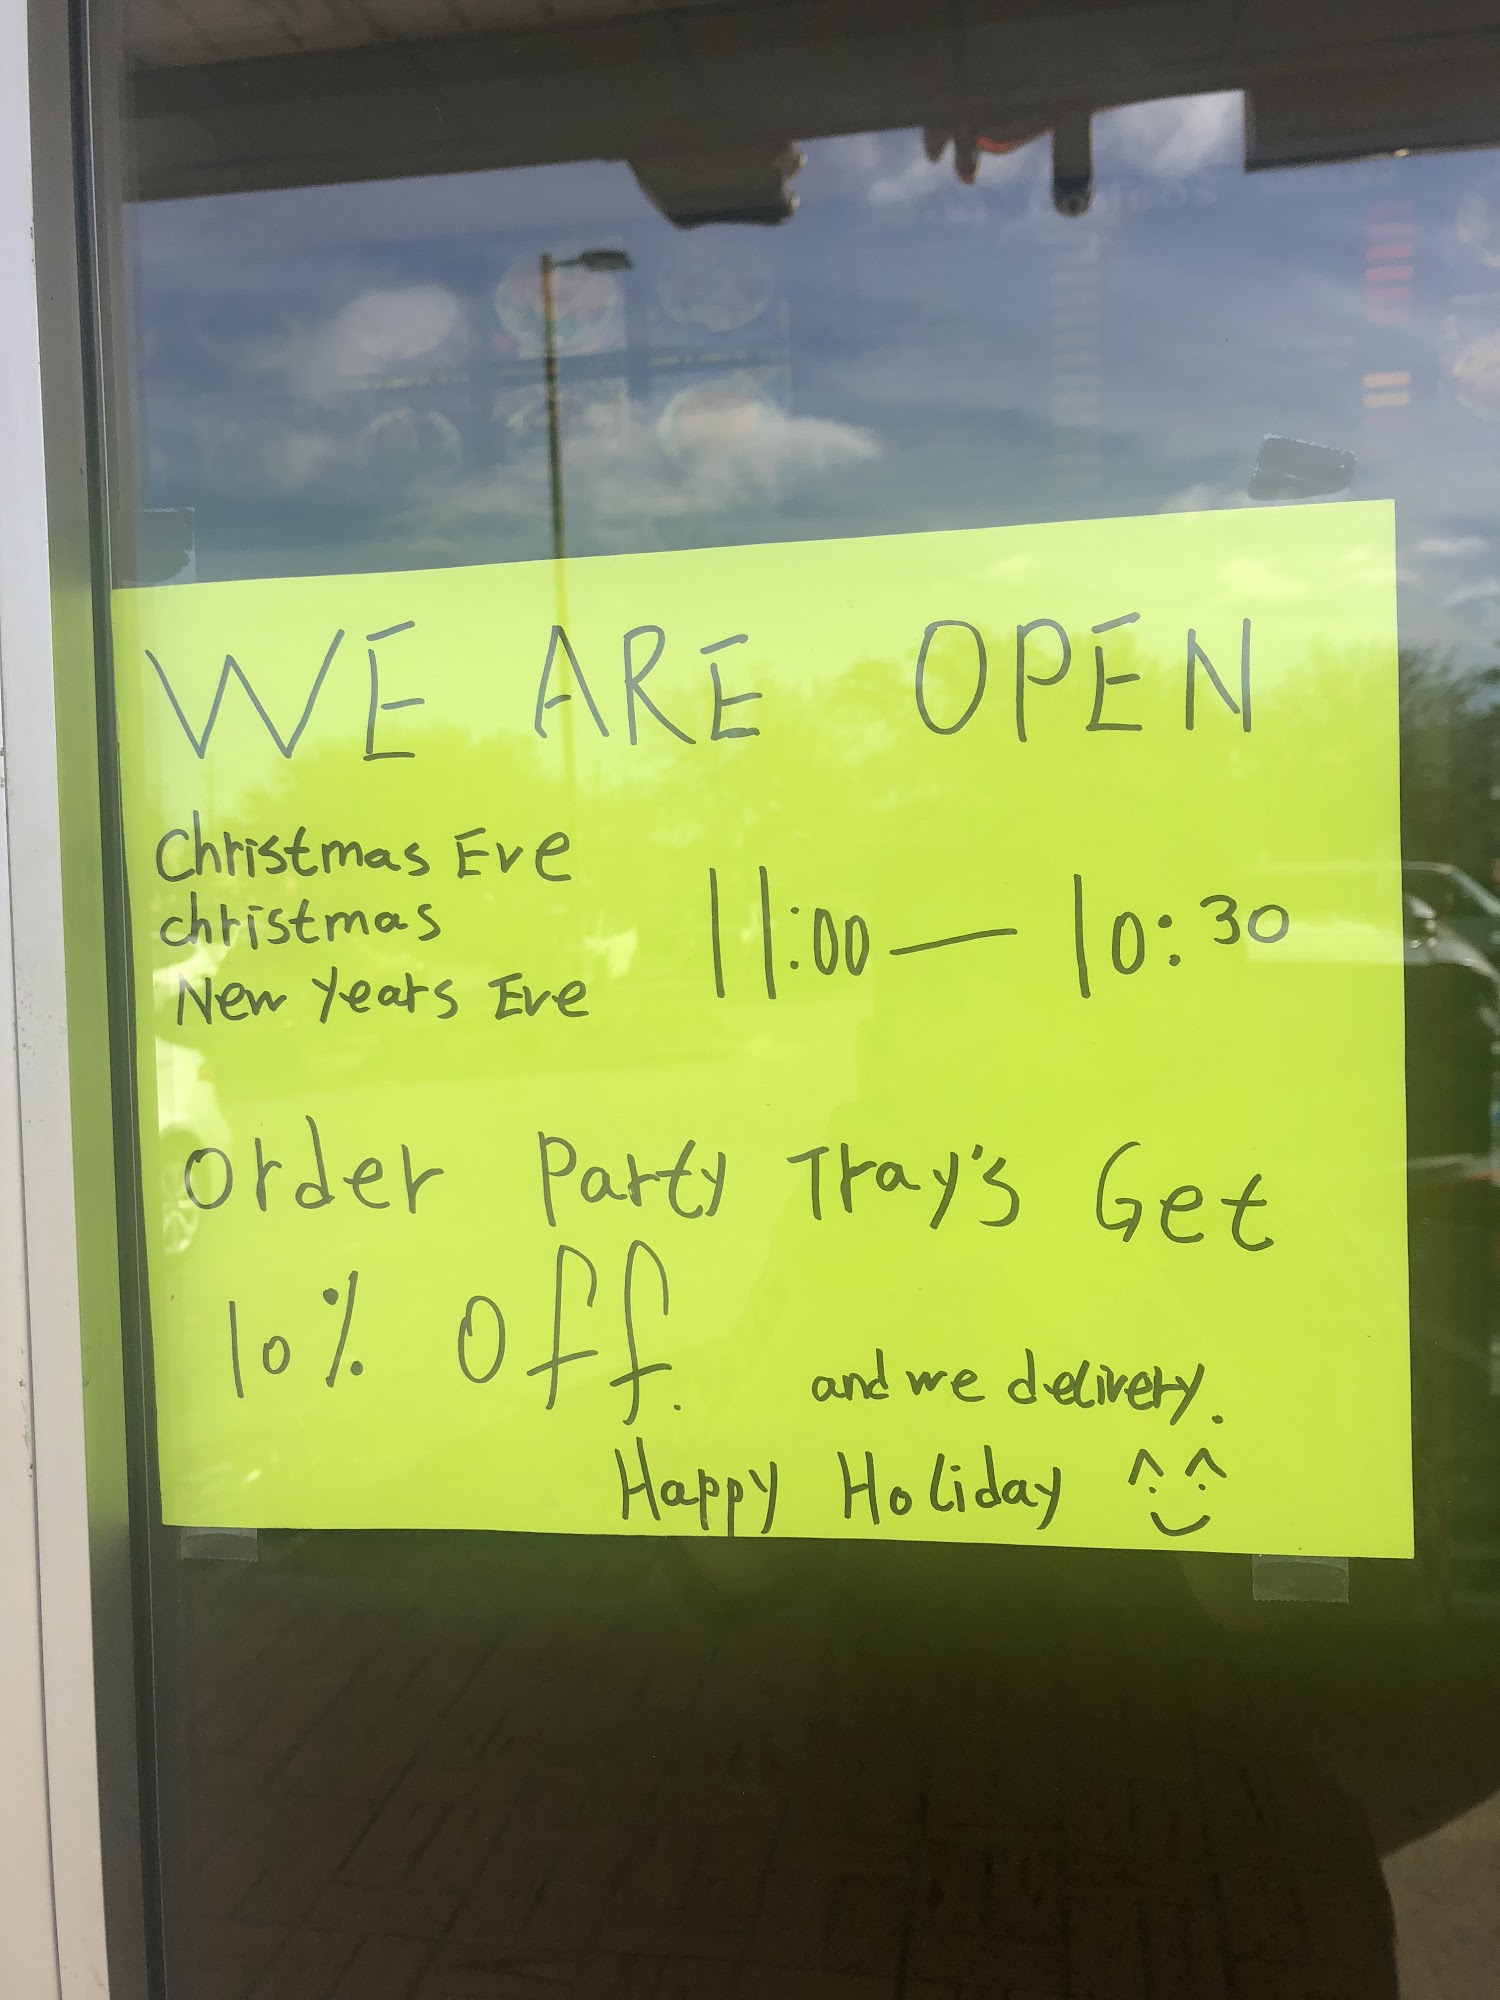 WE ARE OPEN
Christmas Eve
christmas
New Years Eve
11:00 — 10:30
Order Party Tray's Get
10% Off.
and we delivery.
Happy Holiday